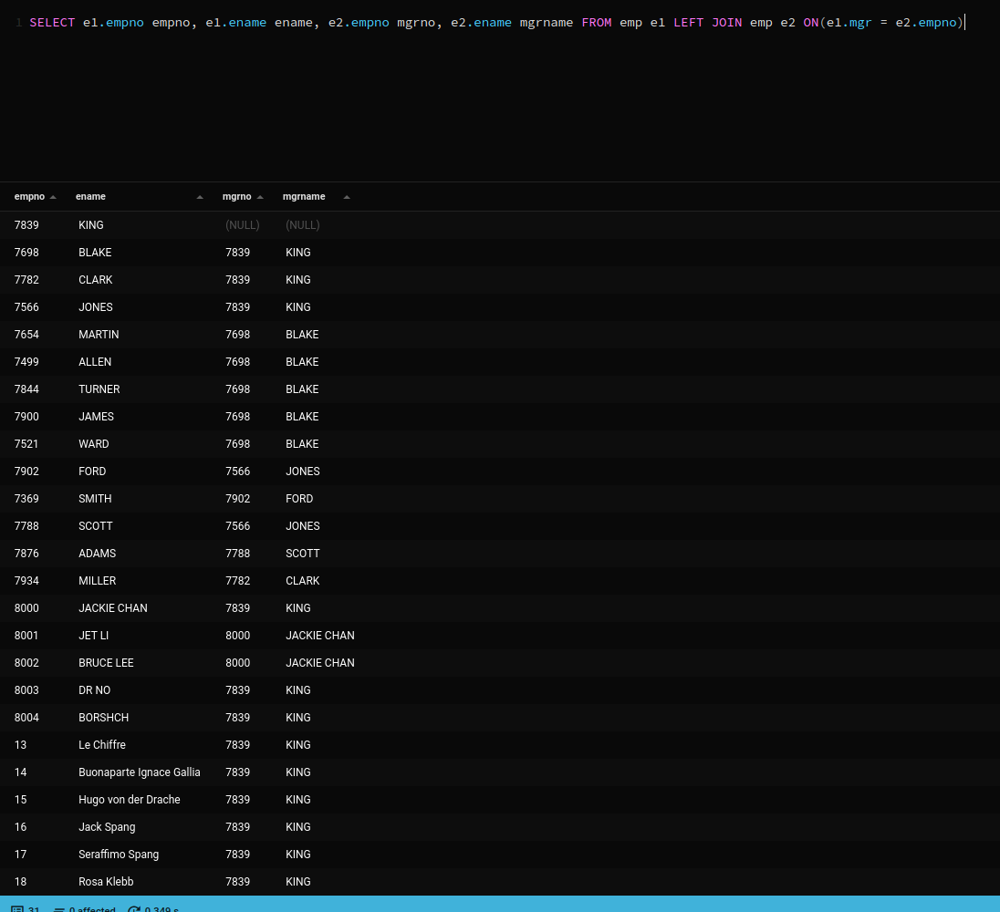 1 SELECT e1.empno empno, e1.ename ename, e2.empno mgrno, e2.ename mgrname FROM emp e1 LEFT JOIN emp e2 ON(e1.mgr = e2.empno)
empno ename mgrno mgrname
7839 KING (NULL) (NULL)
7698 BLAKE 7839 KING
7782 CLARK 7839 KING
7566 JONES 7839 KING
7654 MARTIN 7698 BLAKE
7499 ALLEN 7698 BLAKE
7844 TURNER 7698 BLAKE
7900 JAMES 7698 BLAKE
7521 WARD 7698 BLAKE
7902 FORD 7566 JONES
7369 SMITH 7902 FORD
7788 SCOTT 7566 JONES
7876 ADAMS 7788 SCOTT
7934 MILLER 7782 CLARK
8000 JACKIE CHAN 7839 KING
8001 JET LI 8000 JACKIE CHAN
8002 BRUCE LEE 8000 JACKIE CHAN
8003 DR NO 7839 KING
8004 BORSHCH 7839 KING
13 Le Chiffre 7839 KING
14 Buonaparte Ignace Gallia 7839 KING
15 Hugo von der Drache 7839 KING
16 Jack Spang 7839 KING
17 Seraffimo Spang 7839 KING
18 Rosa Klebb 7839 KING
31 0 affected 0.349 s